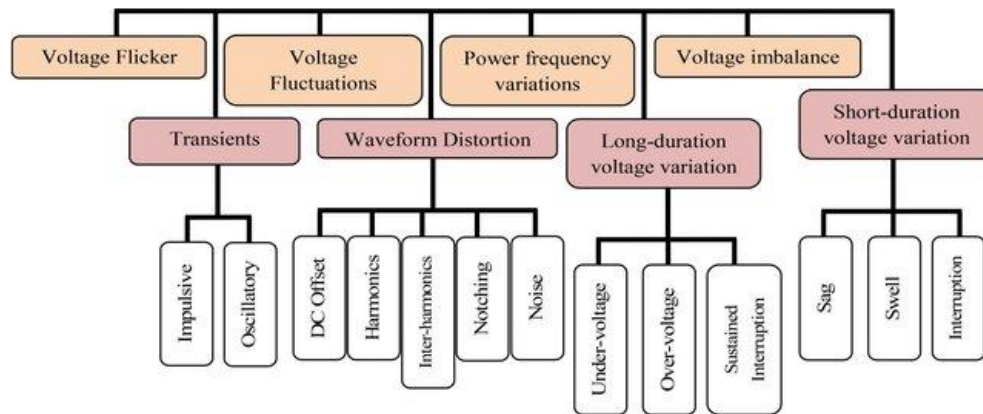 Voltage Flicker
Voltage
Fluctuations
Power frequency
variations
Voltage imbalance
Transients
Waveform Distortion
Long-duration
voltage variation
Short-duration
voltage variation
Impulsive
Oscillatory
DC Offset
Harmonics
Inter-harmonics
Notching
Noise
Under-voltage
Over-voltage
Sustained
Interruption
Sag
Swell
Interruption